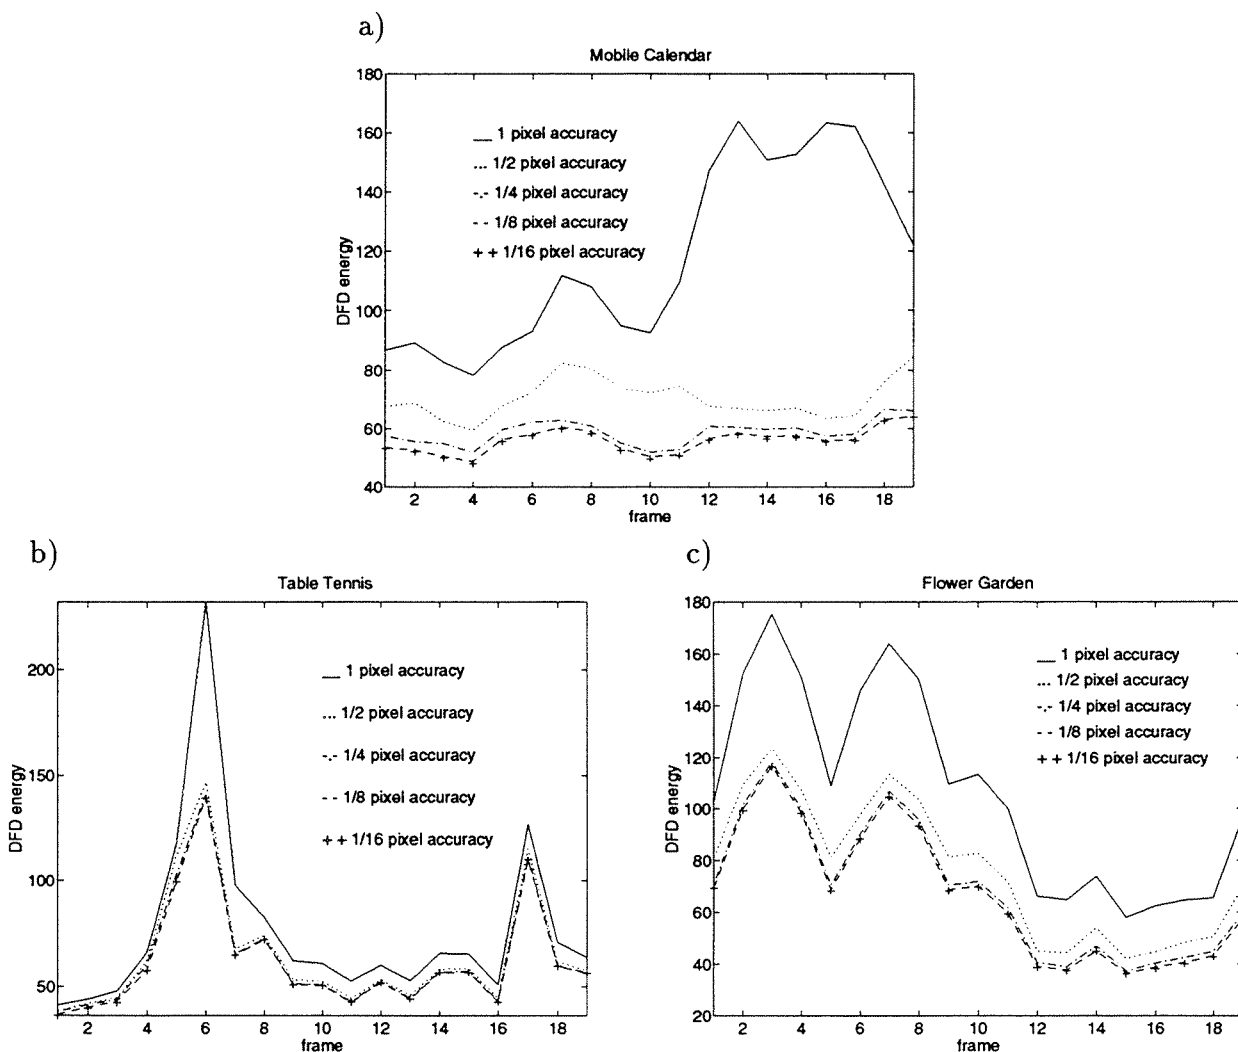 a)
Mobile Calendar
180
160
140
120
100
80
60
40
DFD energy
— 1 pixel accuracy
... 1/2 pixel accuracy
-.- 1/4 pixel accuracy
-- 1/8 pixel accuracy
+ + 1/16 pixel accuracy
2 4 6 8 10 12 14 16 18
frame
b)
Table Tennis
200
150
100
50
DFD energy
— 1 pixel accuracy
... 1/2 pixel accuracy
-.- 1/4 pixel accuracy
-- 1/8 pixel accuracy
+ + 1/16 pixel accuracy
2 4 6 8 10 12 14 16 18
frame
c)
Flower Garden
180
160
140
120
100
80
60
40
20
DFD energy
— 1 pixel accuracy
... 1/2 pixel accuracy
-.- 1/4 pixel accuracy
-- 1/8 pixel accuracy
+ + 1/16 pixel accuracy
2 4 6 8 10 12 14 16 18
frame